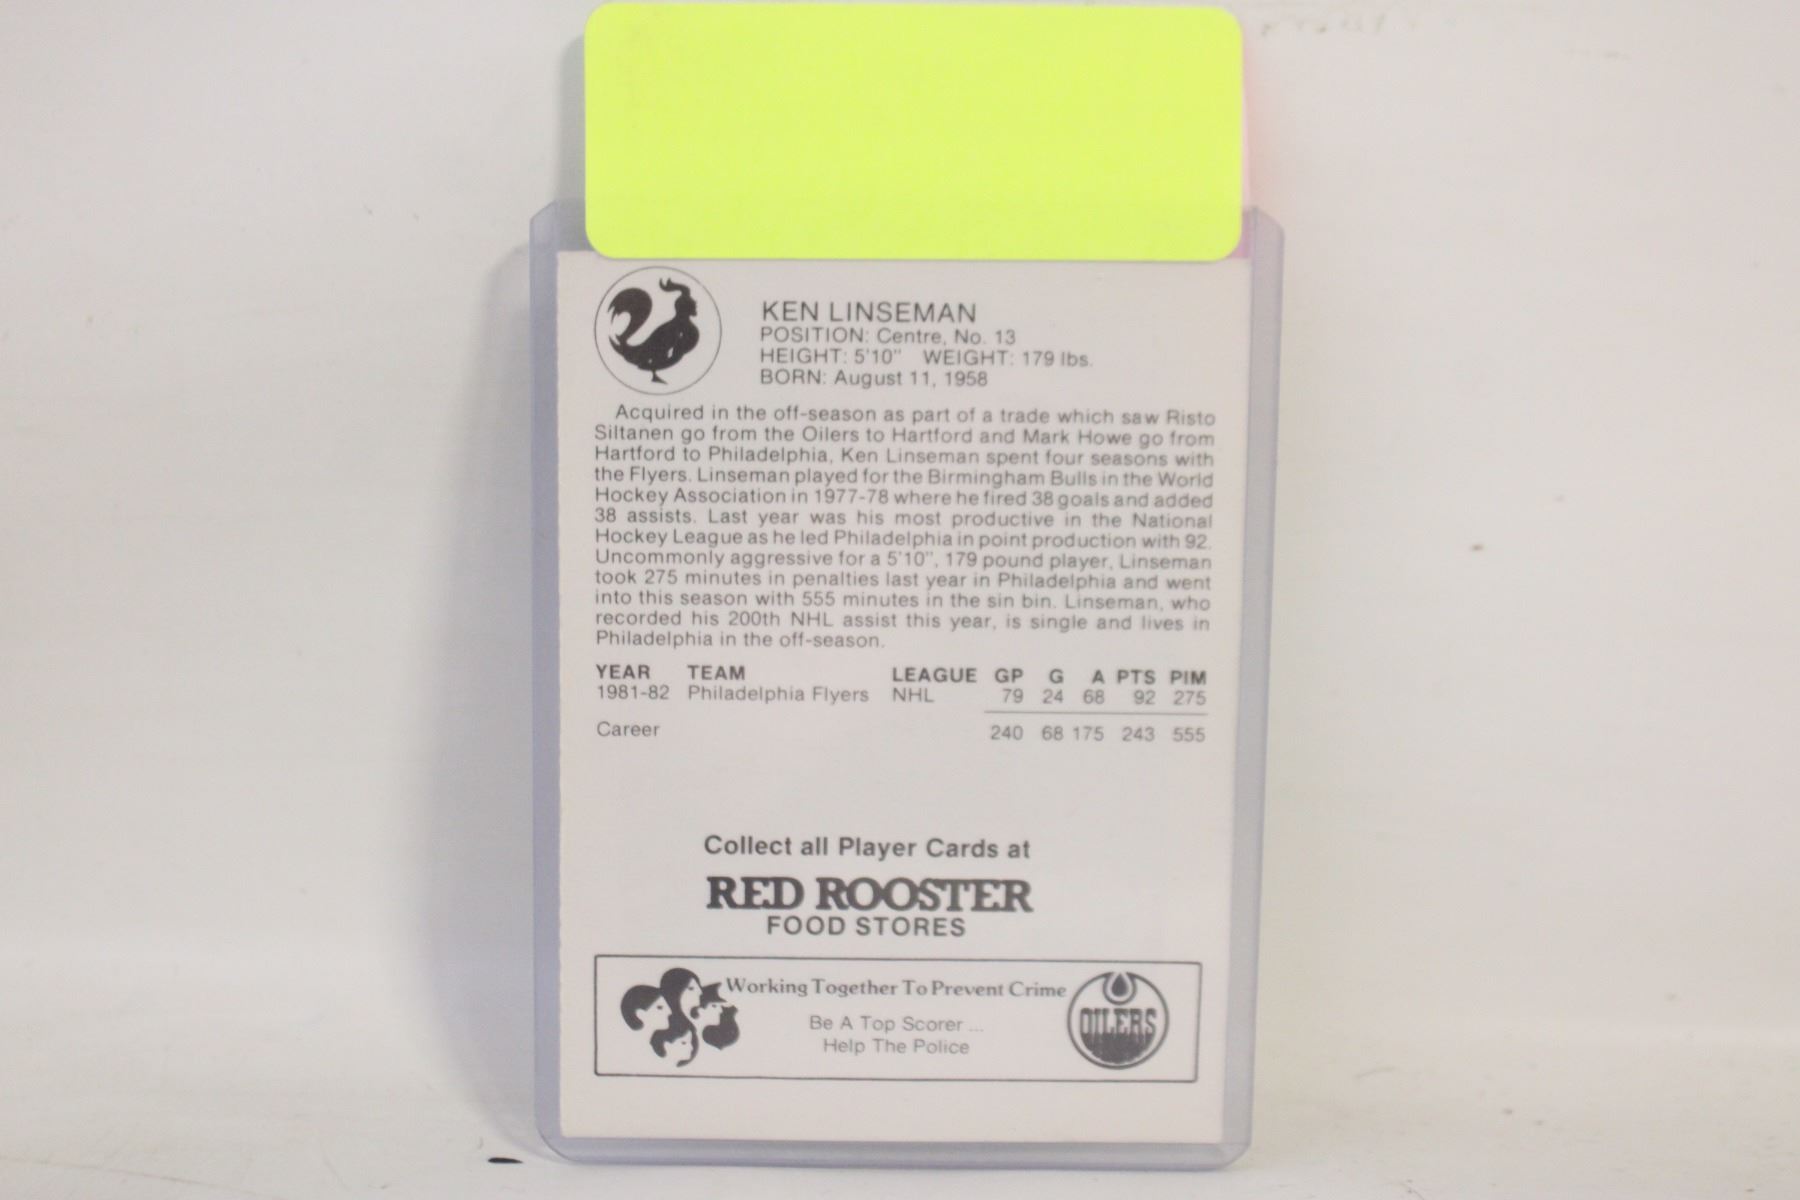 KEN LINSEMAN
POSITION: Centre, No. 13
HEIGHT: 5'10" WEIGHT: 179 lbs.
BORN: August 11, 1958
Acquired in the off-season as part of a trade which saw Risto
Siltanen go from the Oilers to Hartford and Mark Howe go from
Hartford to Philadelphia, Ken Linseman spent four seasons with
the Flyers. Linseman played for the Birmingham Bulls in the World
Hockey Association in 1977-78 where he fired 38 goals and added
38 assists. Last year was his most productive in the National
Hockey League as he led Philadelphia in point production with 92.
Uncommonly aggressive for a 5'10", 179 pound player, Linseman
took 275 minutes in penalties last year in Philadelphia and went
into this season with 555 minutes in the sin bin. Linseman, who
recorded his 200th NHL assist this year, is single and lives in
Philadelphia in the off-season.
YEAR TEAM LEAGUE GP G A PTS PIM
1981-82 Philadelphia Flyers NHL 79 24 68 92 275
Career 240 68 175 243 555
Collect all Player Cards at
RED ROOSTER
FOOD STORES
Working Together To Prevent Crime
Be A Top Scorer ...
Help The Police
OILERS